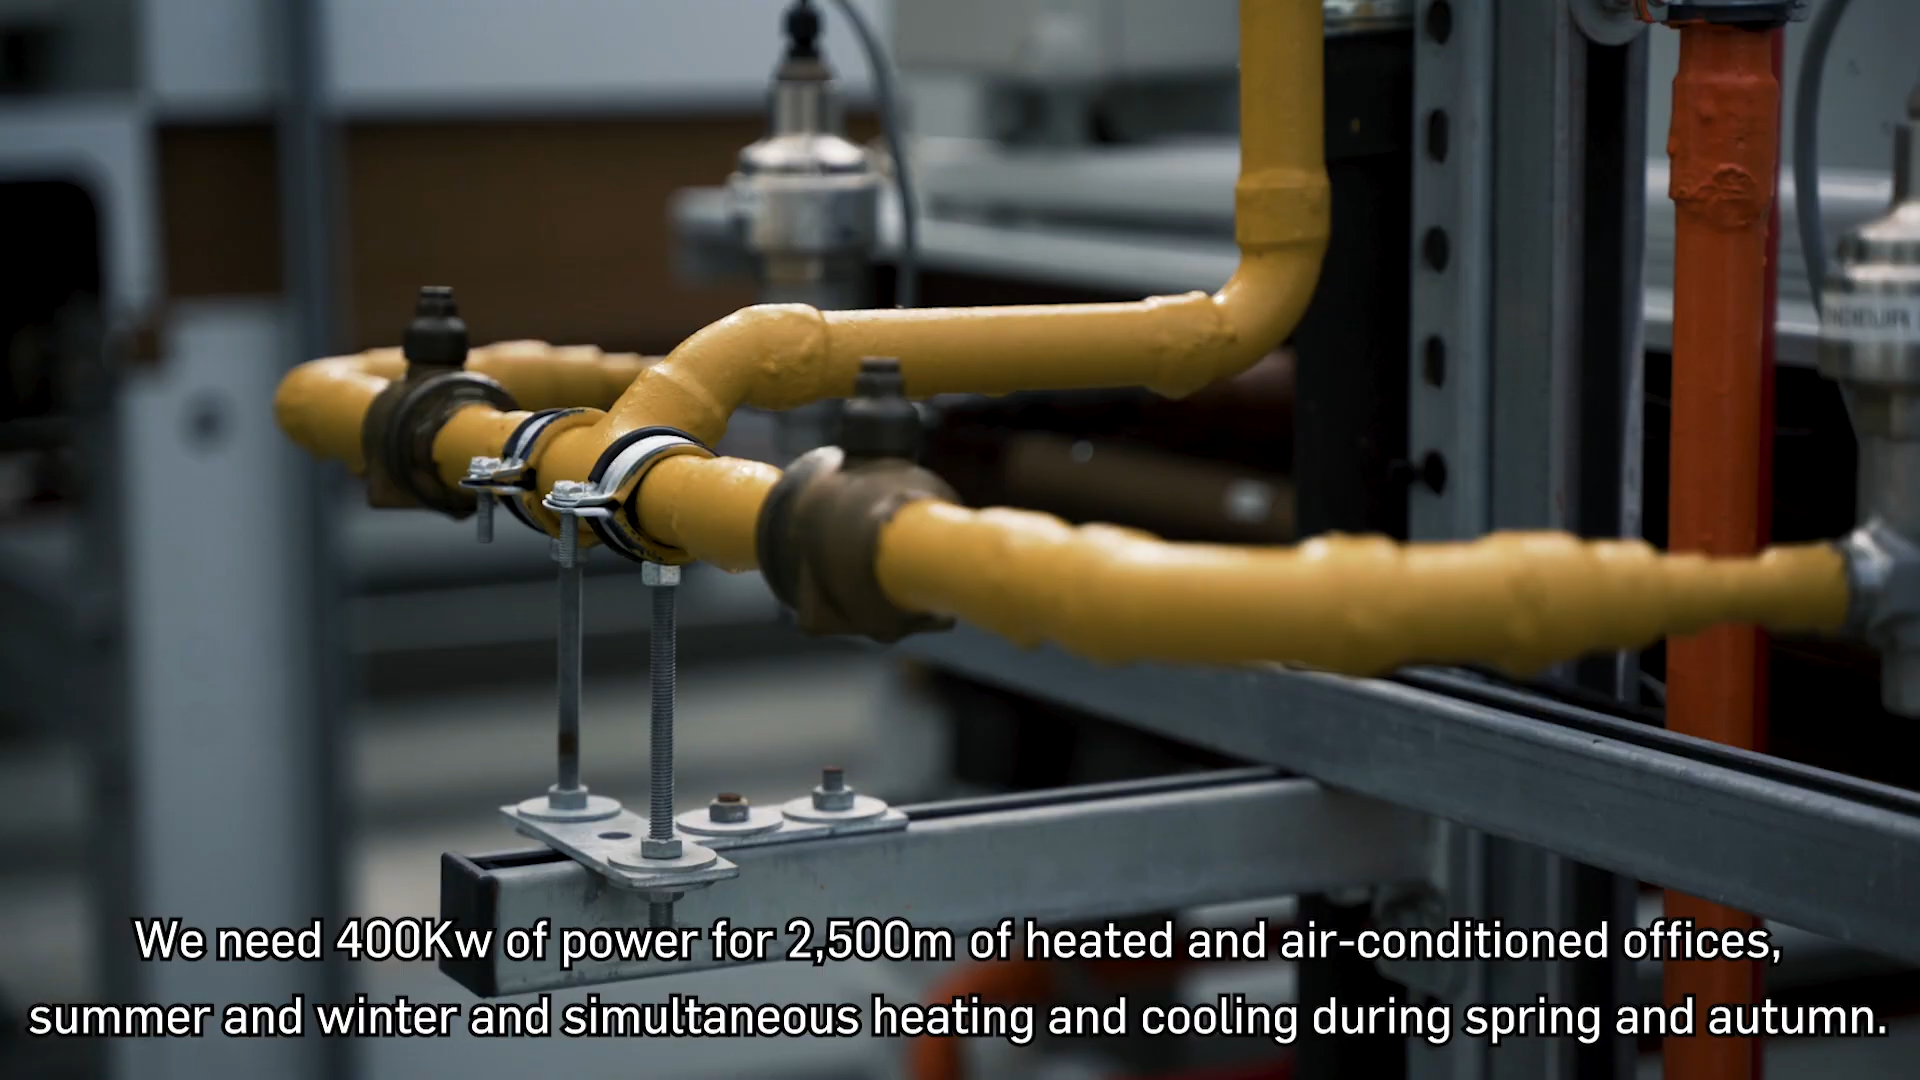 We need 400Kw of power for 2,500m of heated and air-conditioned offices,
summer and winter and simultaneous heating and cooling during spring and autumn.